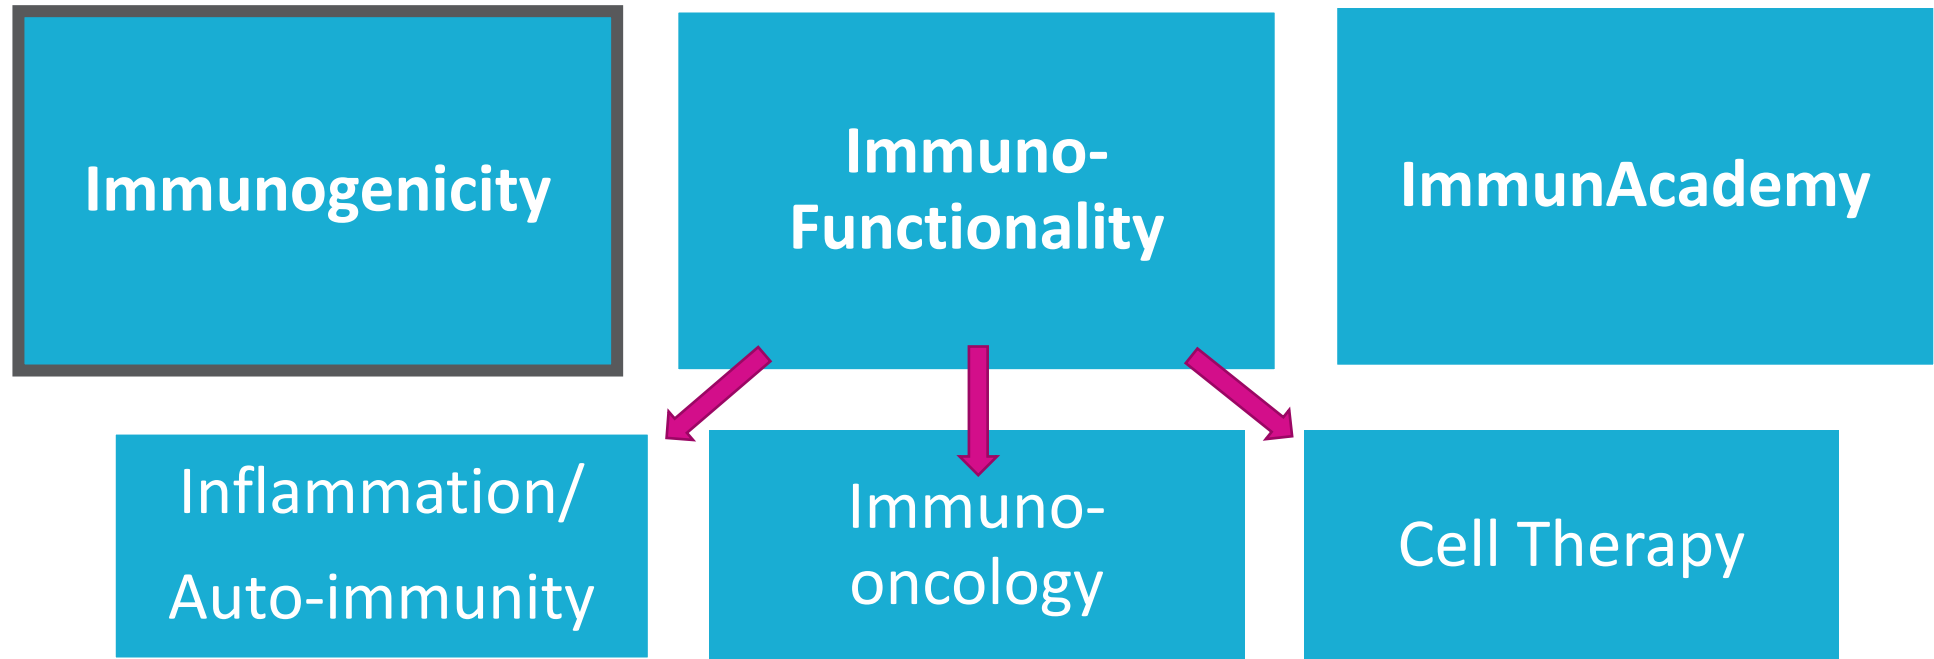 Immunogenicity
Immuno-
Functionality
ImmunAcademy
Inflammation/
Auto-immunity
Immuno-
oncology
Cell Therapy